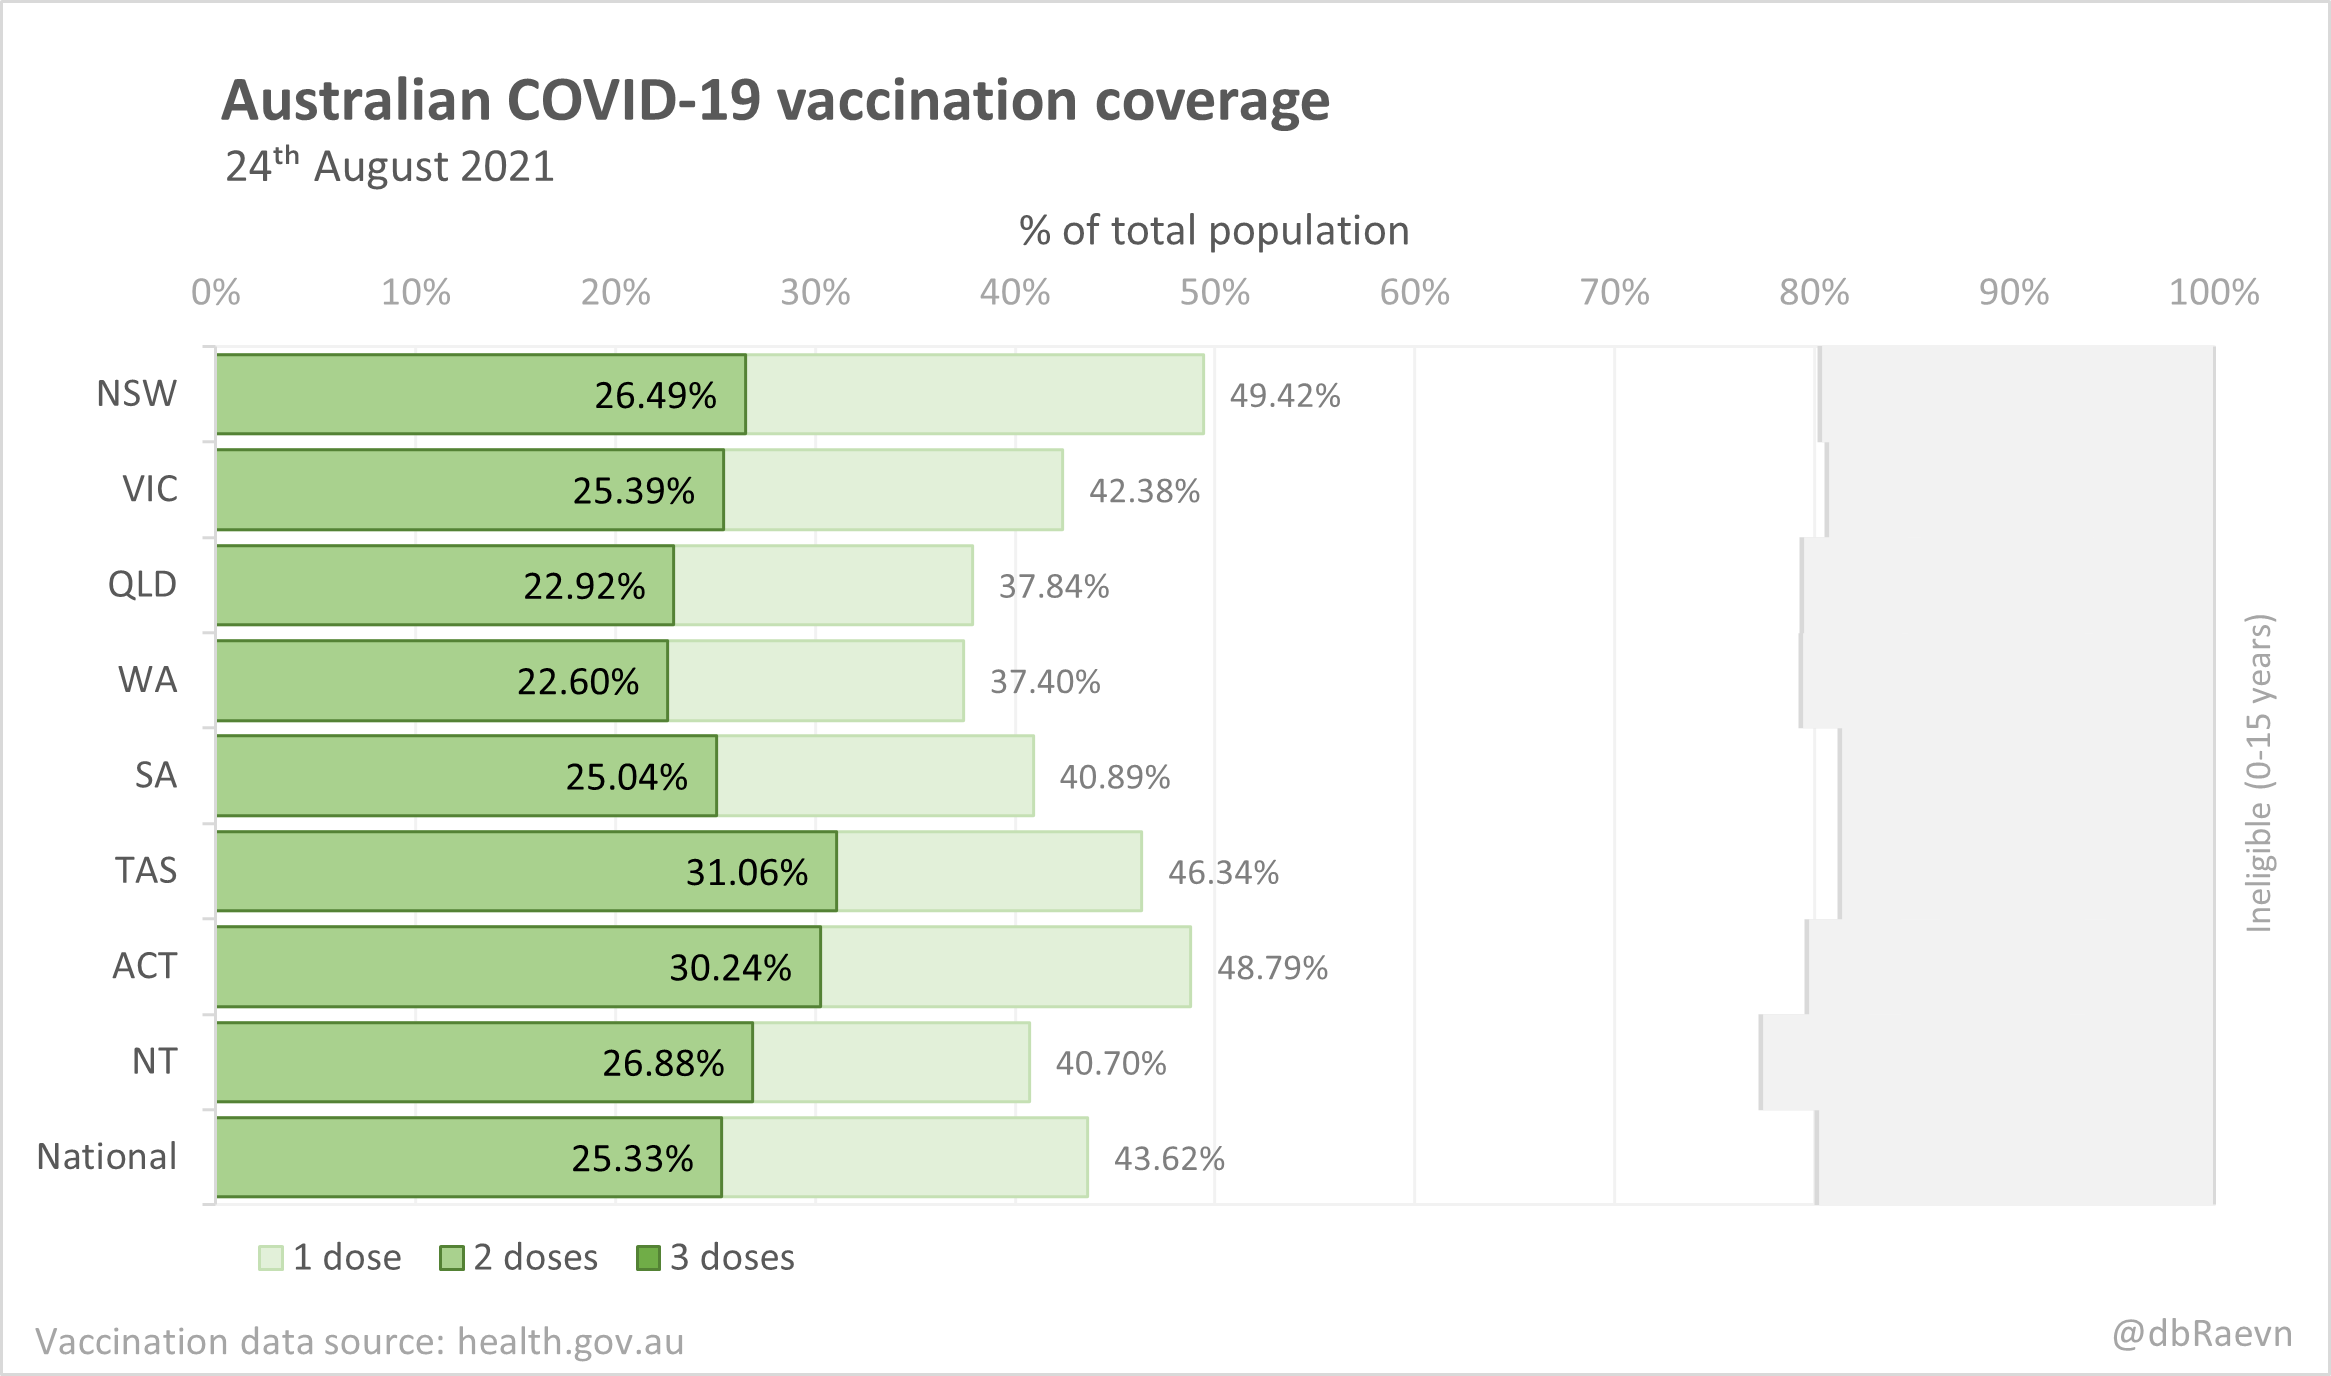 Australian COVID-19 vaccination coverage
24th August 2021
% of total population
0% 10% 20% 30% 40% 50% 60% 70% 80% 90% 100%
NSW 26.49% 49.42%
VIC 25.39% 42.38%
QLD 22.92% 37.84%
WA 22.60% 37.40%
SA 25.04% 40.89%
TAS 31.06% 46.34%
ACT 30.24% 48.79%
NT 26.88% 40.70%
National 25.33% 43.62%
Ineligible (0-15 years)
1 dose 2 doses 3 doses
Vaccination data source: health.gov.au
@dbRaevn